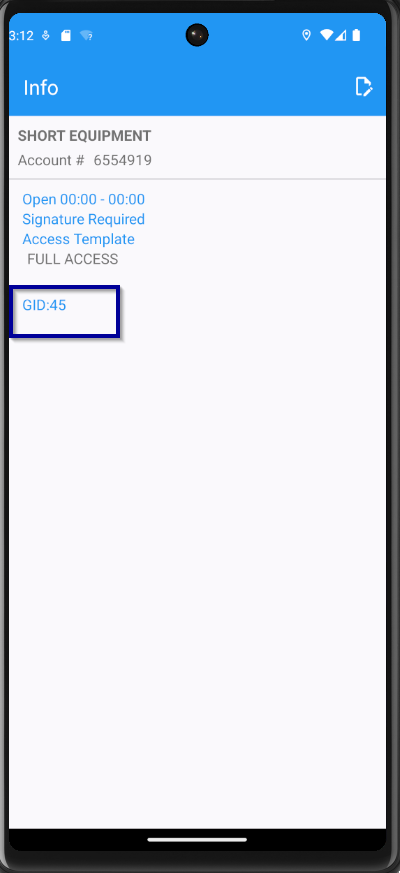 3:12
Info
SHORT EQUIPMENT
Account # 6554919
Open 00:00 - 00:00
Signature Required
Access Template
FULL ACCESS
GID:45